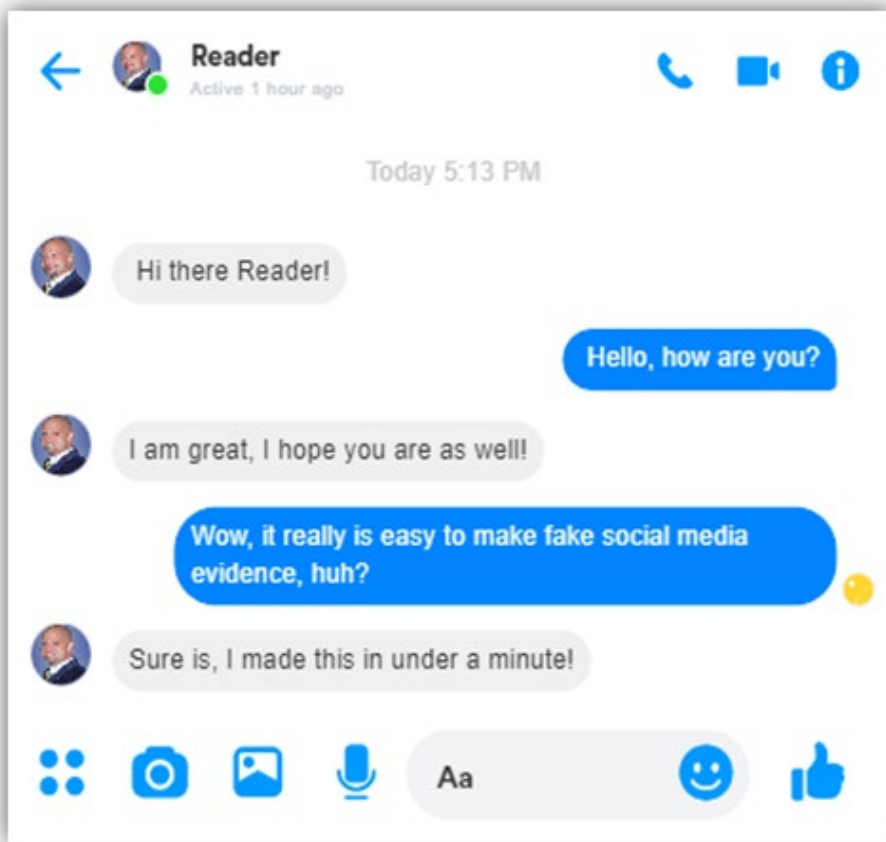 Reader
Active 1 hour ago
Today 5:13 PM
Hi there Reader!
Hello, how are you?
I am great, I hope you are as well!
Wow, it really is easy to make fake social media
evidence, huh?
Sure is, I made this in under a minute!
Aa